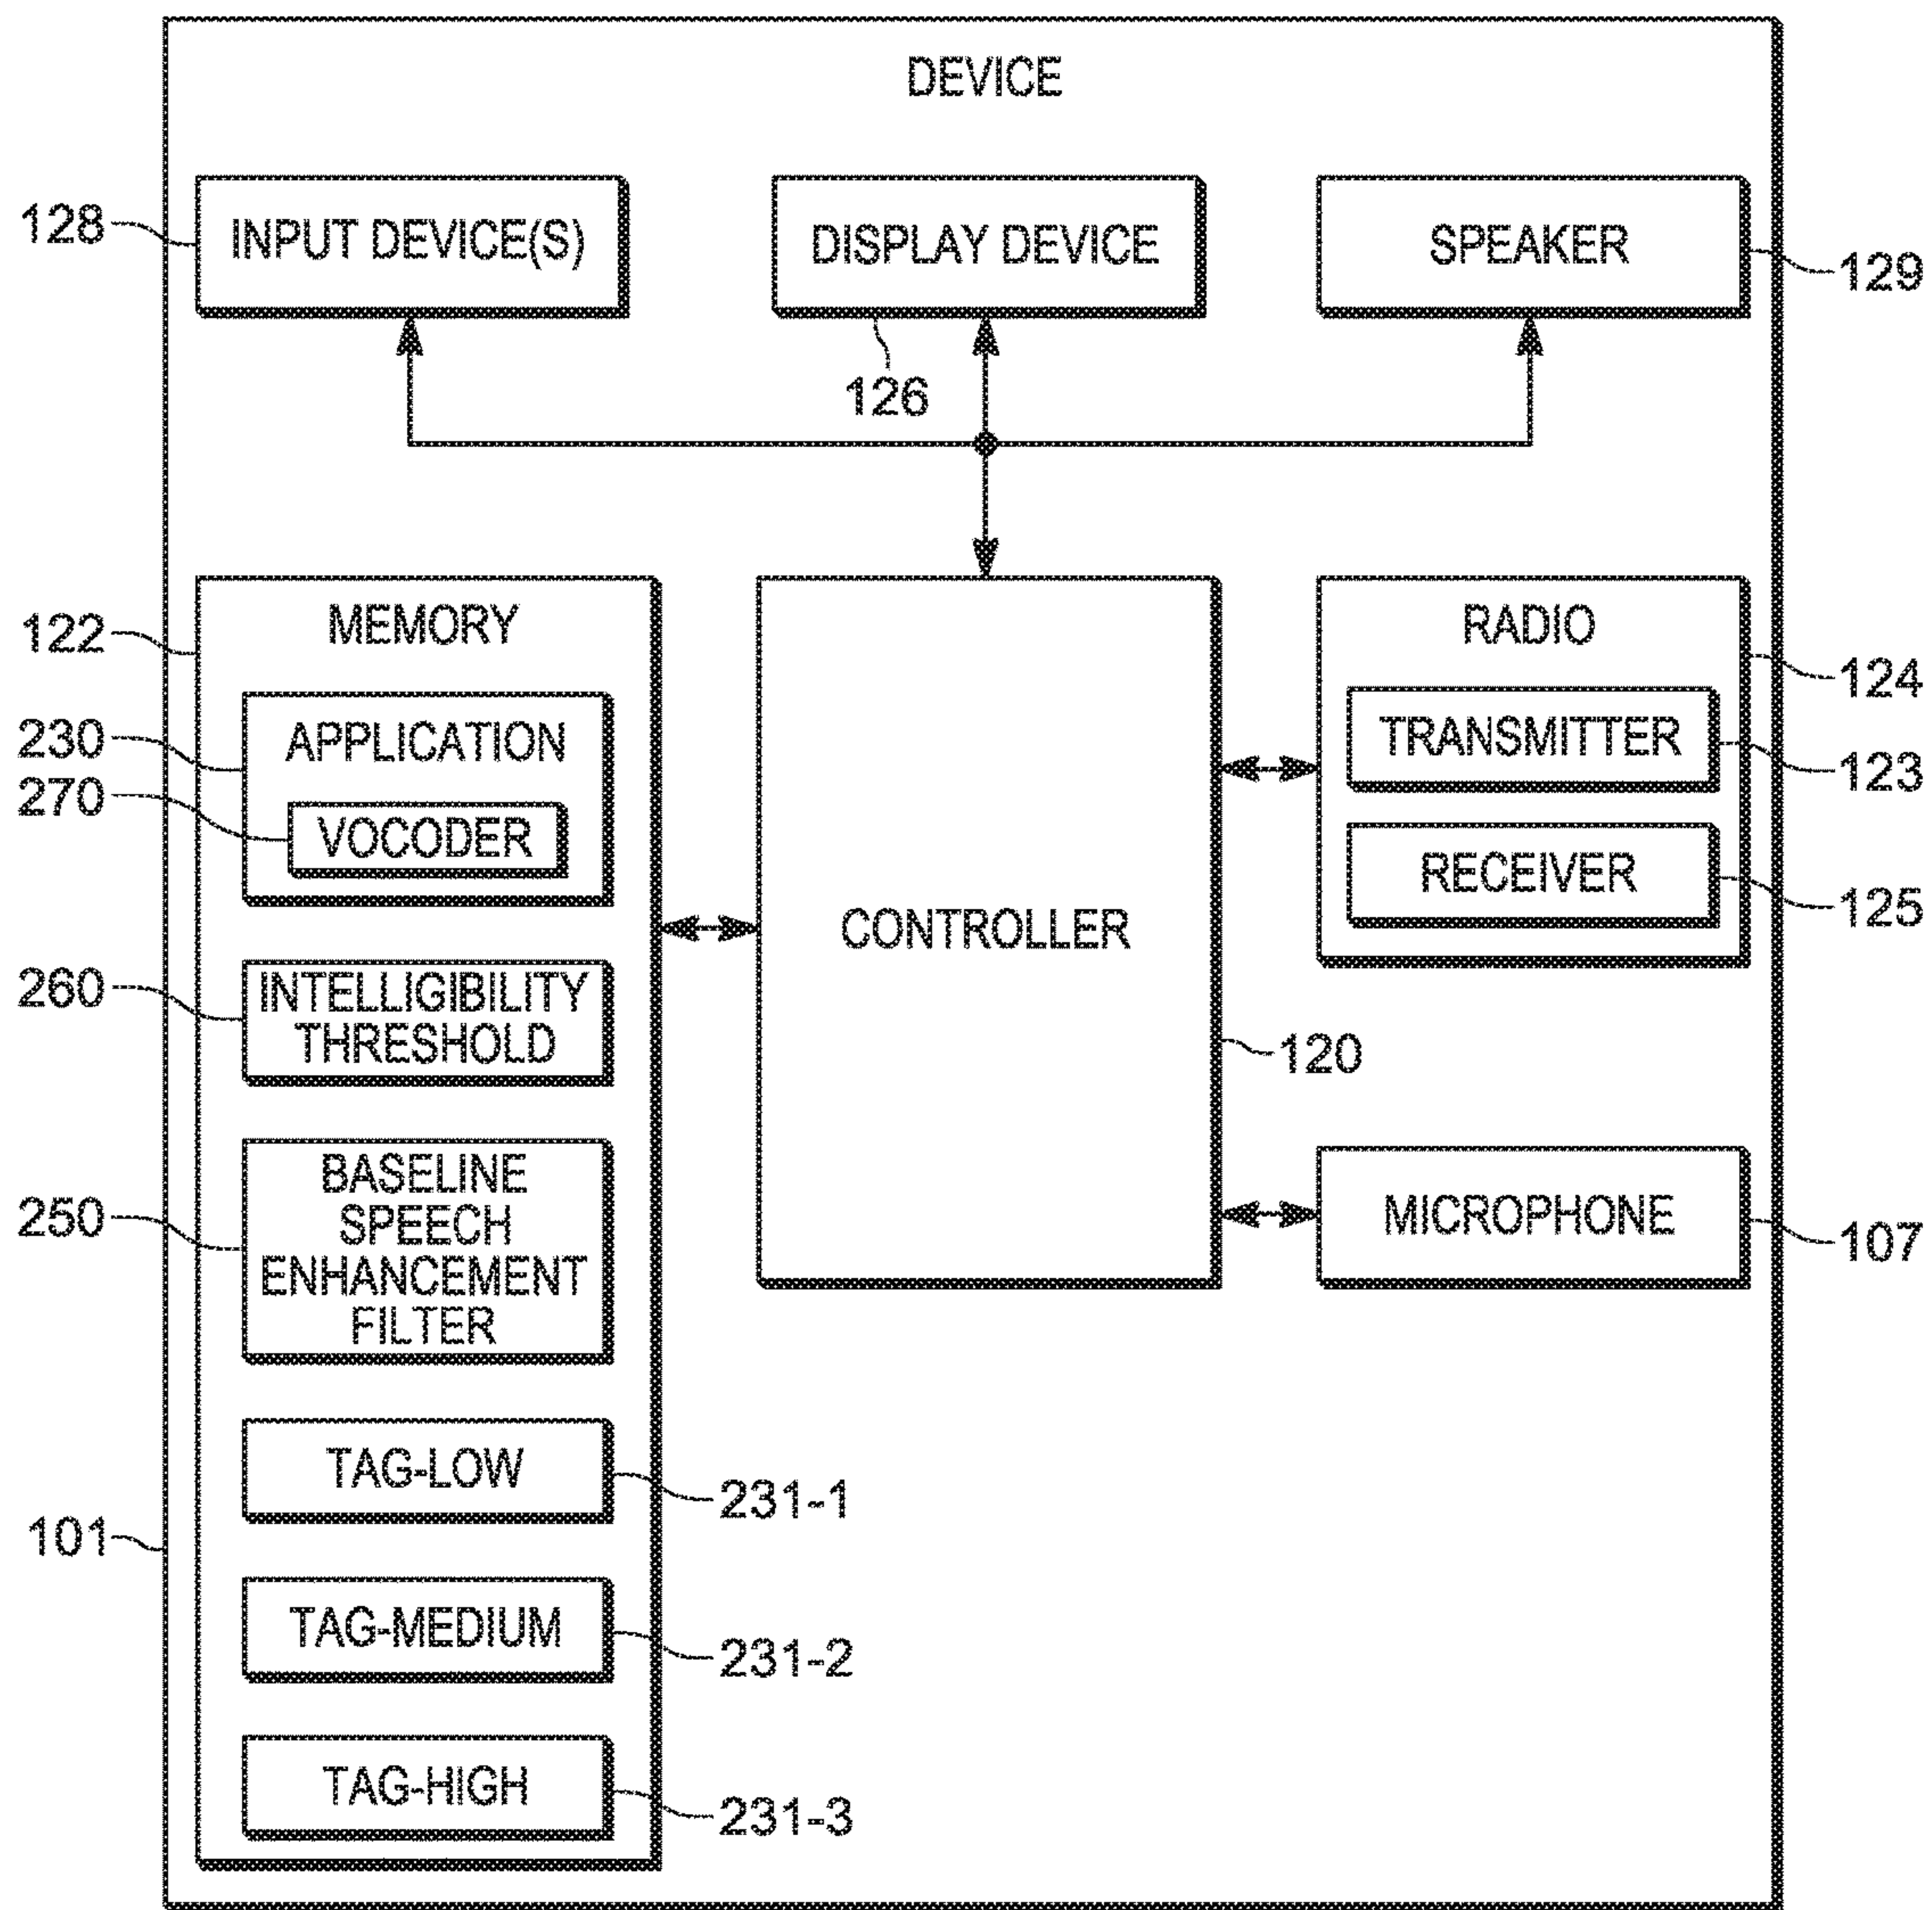 DEVICE
128
INPUT DEVICE(S)
DISPLAY DEVICE
SPEAKER
129
126
122
MEMORY
RADIO
124
230
APPLICATION
TRANSMITTER
123
270
VOCODER
RECEIVER
125
CONTROLLER
260
INTELLIGIBILITY
THRESHOLD
120
250
BASELINE
SPEECH
ENHANCEMENT
FILTER
MICROPHONE
107
TAG-LOW
231-1
101
TAG-MEDIUM
231-2
TAG-HIGH
231-3